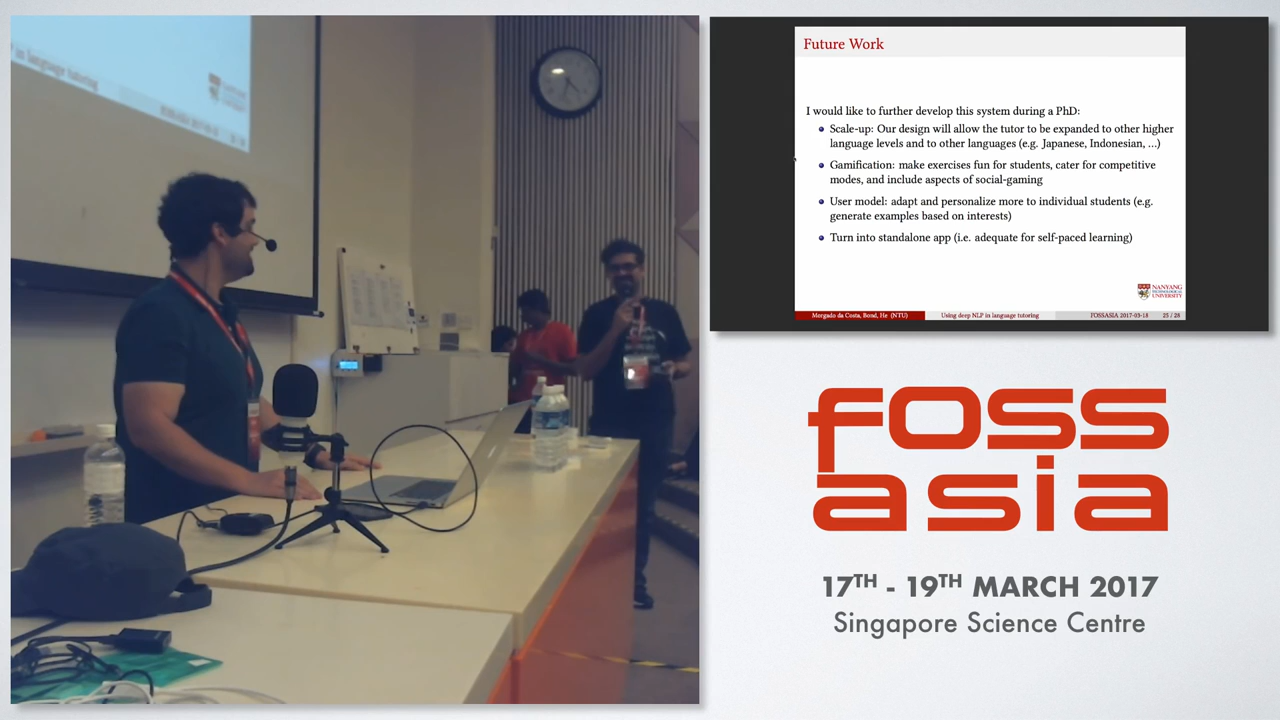 in language tutoring
NANYANG
Future Work
I would like to further develop this system during a PhD:
Scale-up: Our design will allow the tutor to be expanded to other higher
language levels and to other languages (e.g. Japanese, Indonesian, ...)
Gamification: make exercises fun for students, cater for competitive
modes, and include aspects of social-gaming
User model: adapt and personalize more to individual students (e.g.
generate examples based on interests)
Turn into standalone app (i.e. adequate for self-paced learning)
NANYANG
TECHNOLOGICAL
UNIVERSITY
Morgado da Costa, Bond, He (NTU)
Using deep NLP in language tutoring
FOSSASIA 2017-03-18
25 / 28
foss
asia
17TH - 19TH MARCH 2017
Singapore Science Centre